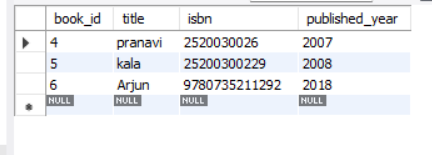 book_id title isbn published_year
4 pranavi 2520030026 2007
5 kala 25200300229 2008
6 Arjun 9780735211292 2018
NULL NULL NULL NULL